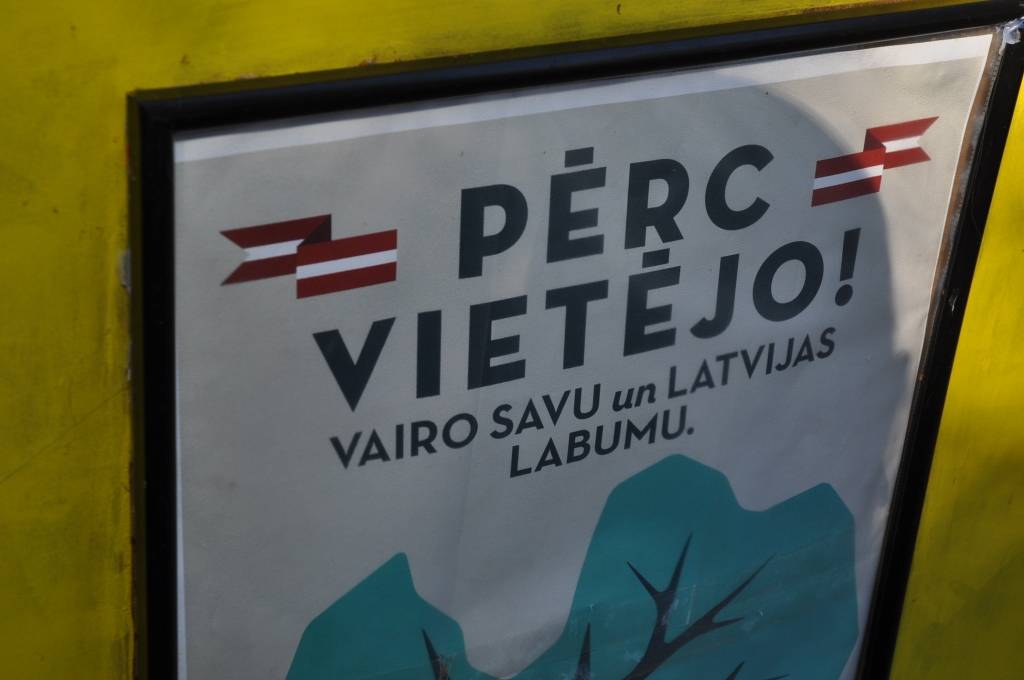 PĒRC
VIETĒJO!
VAIRO SAVU un LATVIJAS
LABUMU.